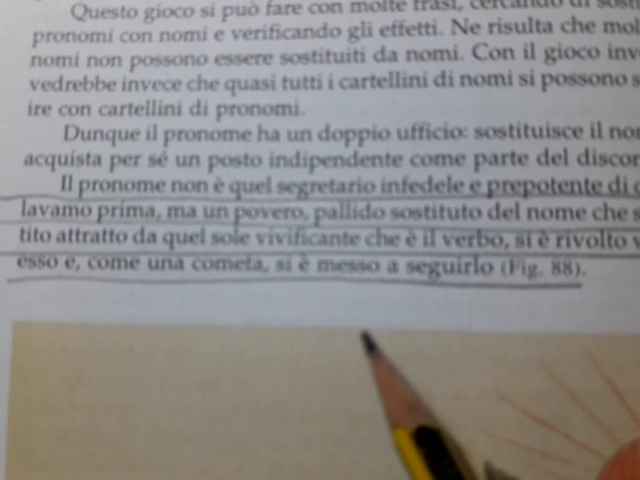 Questo gioco si può fare con molte frasi, cercando di
pronomi con nomi e verificando gli effetti. Ne risulta che
nomi non possono essere sostituiti da nomi. Con il gioco
vedrebbe invece che quasi tutti i cartellini di nomi si possono
ire con cartellini di pronomi.
Dunque il pronome ha un doppio ufficio: sostituisce il
acquista per sé un posto indipendente come parte del
Il pronome non è quel segretario infedele e prepotente di
lavamo prima, ma un povero, pallido sostituto del nome che
tito attratto da quel sole vivificante che è il verbo, si è rivolto
esso e, come una cometa, si è messo a seguirlo (Fig. 88).